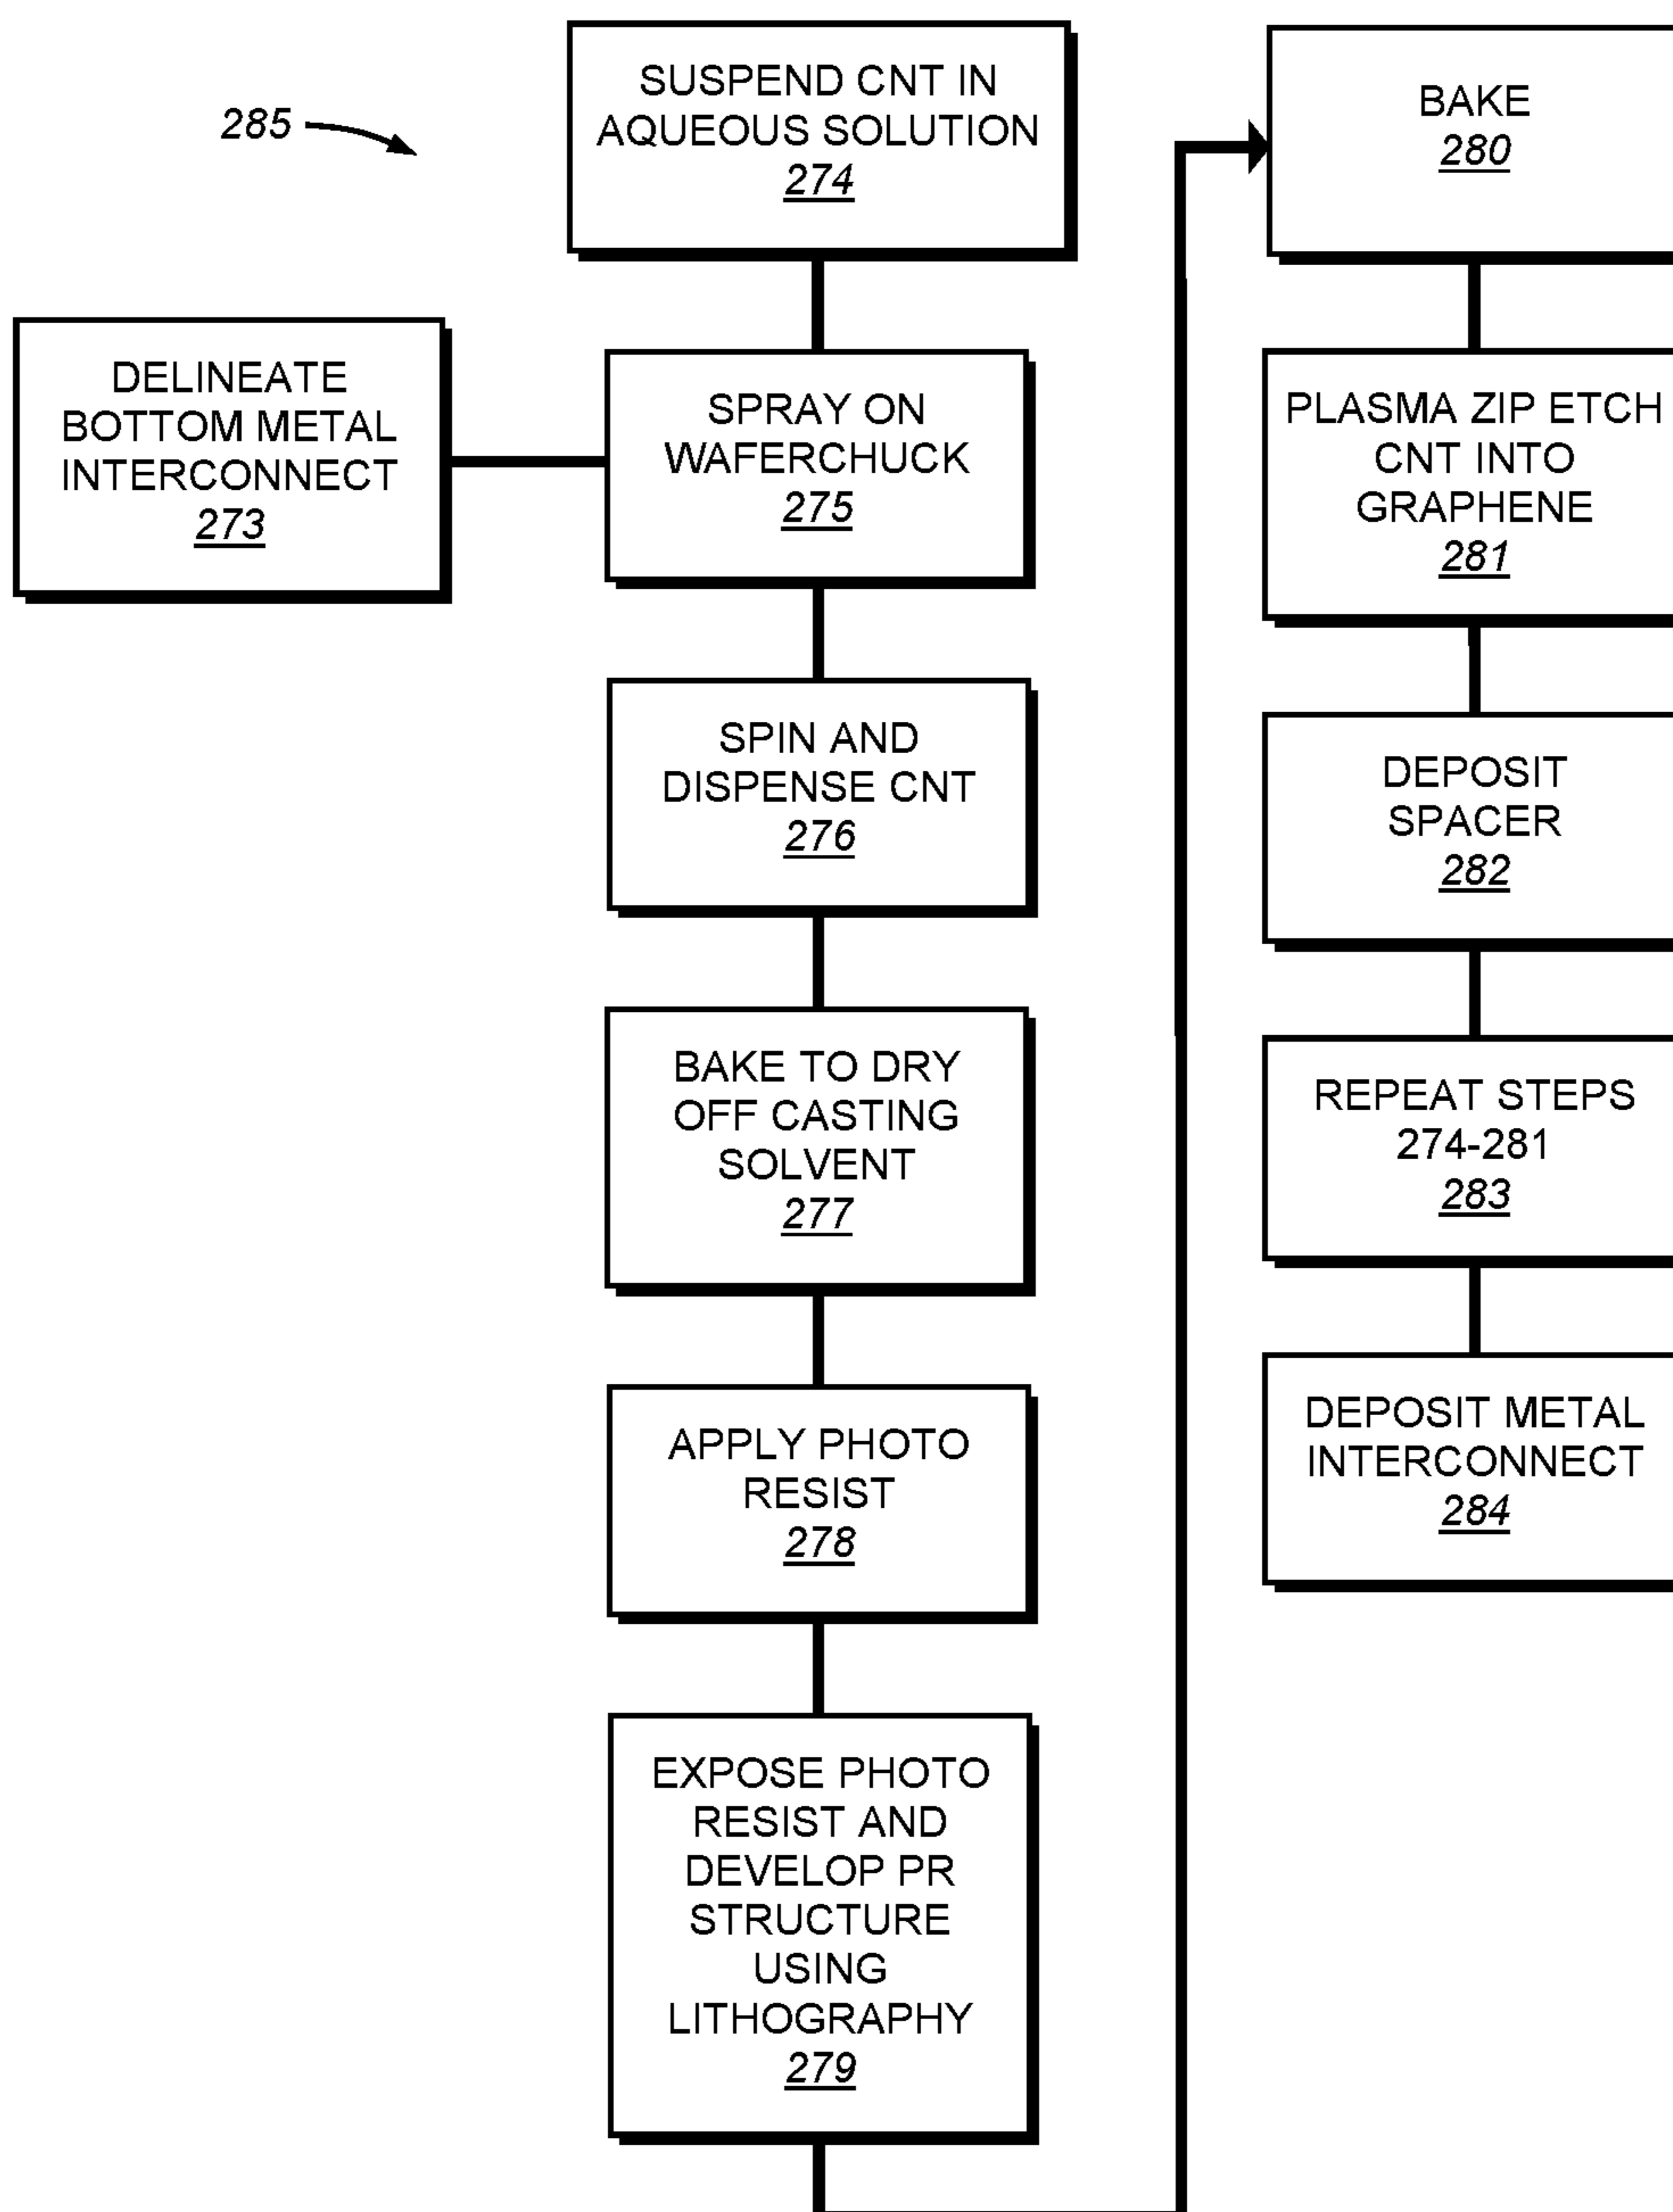 285
SUSPEND CNT IN
AQUEOUS SOLUTION
274
DELINEATE
BOTTOM METAL
INTERCONNECT
273
SPRAY ON
WAFERCHUCK
275
SPIN AND
DISPENSE CNT
276
BAKE TO DRY
OFF CASTING
SOLVENT
277
APPLY PHOTO
RESIST
278
EXPOSE PHOTO
RESIST AND
DEVELOP PR
STRUCTURE
USING
LITHOGRAPHY
279
BAKE
280
PLASMA ZIP ETCH
CNT INTO
GRAPHENE
281
DEPOSIT
SPACER
282
REPEAT STEPS
274-281
283
DEPOSIT METAL
INTERCONNECT
284